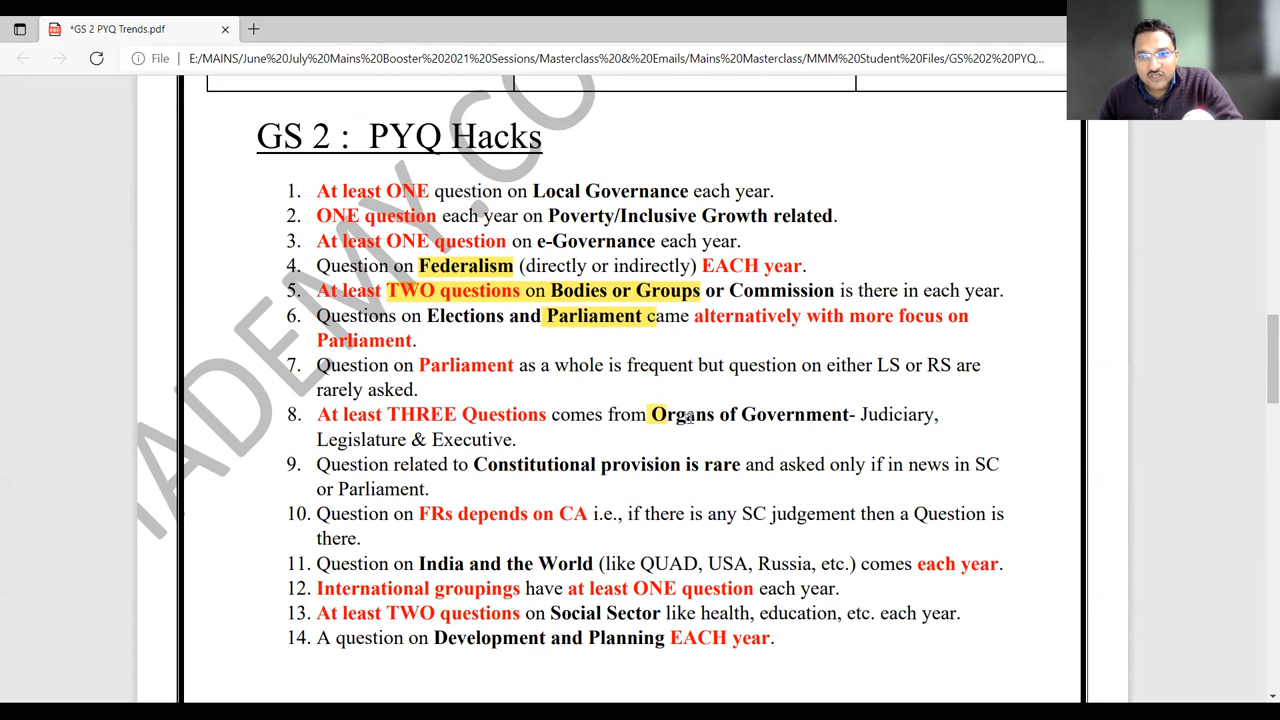 *GS 2 PYQ Trends.pdf
File
E:/MAINS/June%20July%20Mains%20Booster%20&%20Sessions/Masterclass%20&%20Emails/Mains%20Masterclass/MMM%20Student%20Files/GS%202%20PYQ...
GS 2 : PYQ Hacks
1. At least ONE question on Local Governance each year.
2. ONE question each year on Poverty/Inclusive Growth related.
3. At least ONE question on e-Governance each year.
4. Question on Federalism (directly or indirectly) EACH year.
5. At least TWO questions on Bodies or Groups or Commission is there in each year.
6. Questions on Elections and Parliament came alternatively with more focus on
Parliament.
7. Question on Parliament as a whole is frequent but question on either LS or RS are
rarely asked.
8. At least THREE Questions comes from Organs of Government- Judiciary,
Legislature & Executive.
9. Question related to Constitutional provision is rare and asked only if in news in SC
or Parliament.
10. Question on FRs depends on CA i.e., if there is any SC judgement then a Question is
there.
11. Question on India and the World (like QUAD, USA, Russia, etc.) comes each year.
12. International groupings have at least ONE question each year.
13. At least TWO questions on Social Sector like health, education, etc. each year.
14. A question on Development and Planning EACH year.
ADEMY.CO